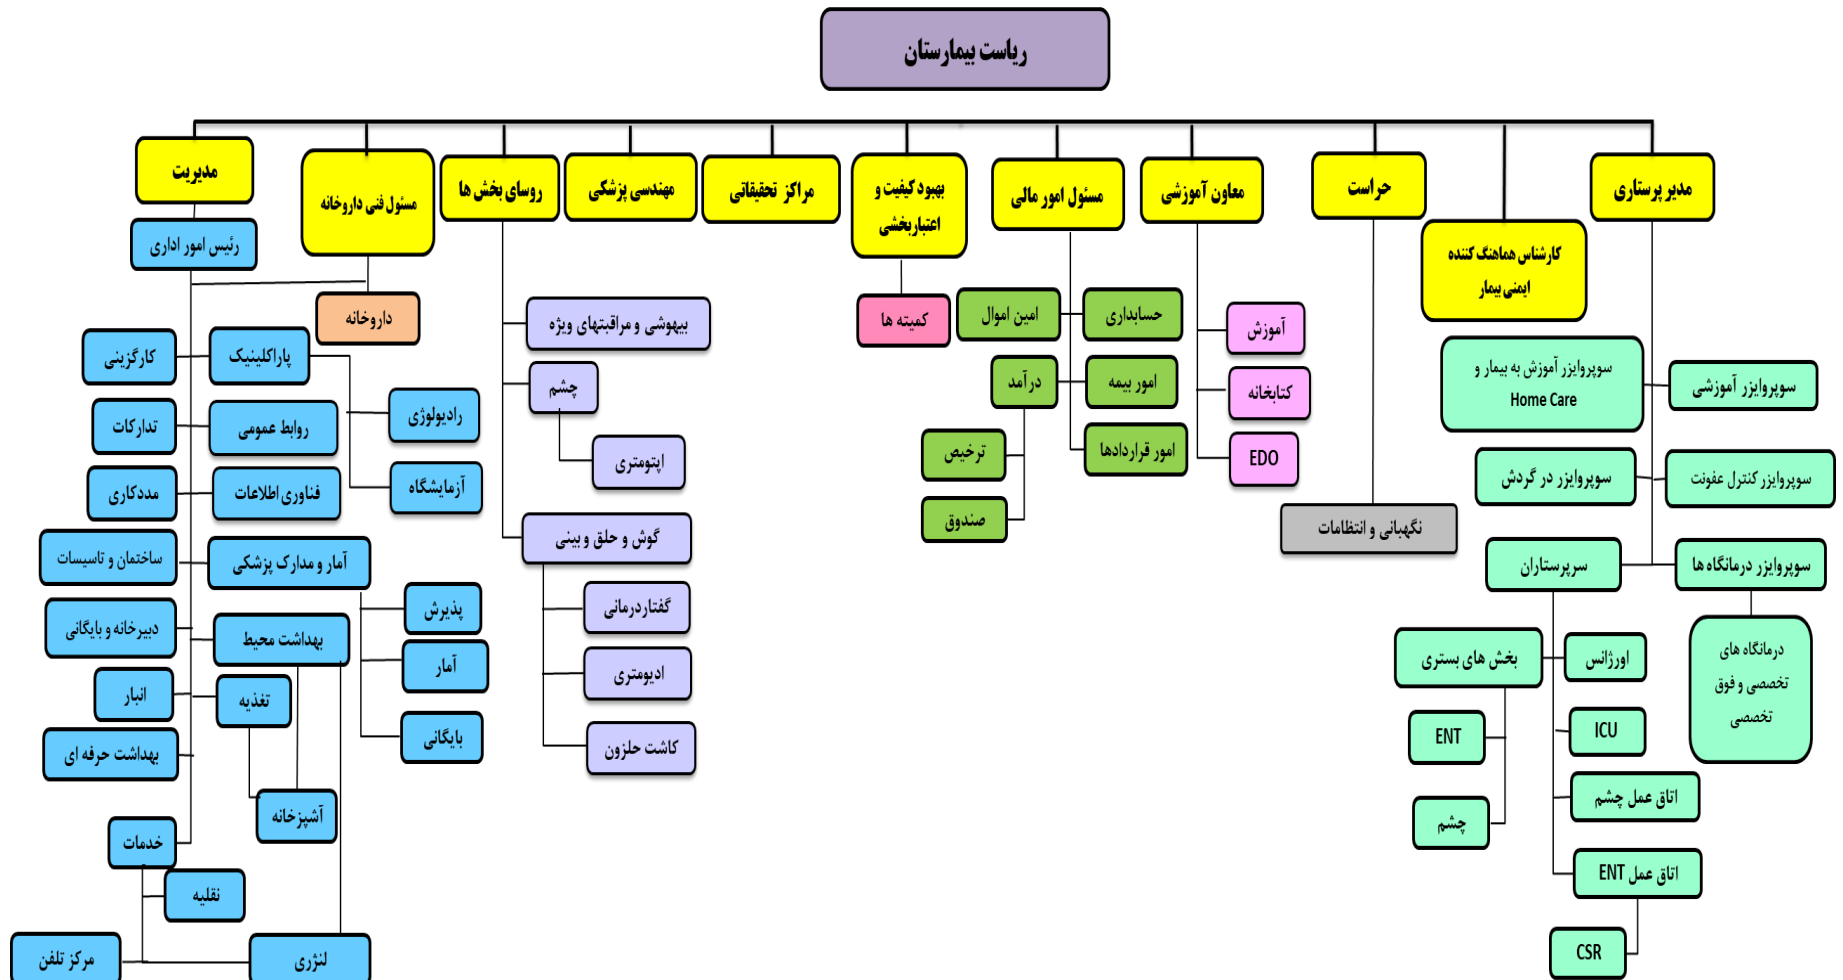 ریاست بیمارستان
مدیر پرستاری
حراست
معاون آموزشی
مسئول امور مالی
بهبود کیفیت و
اعتباربخشی
مراکز تحقیقاتی
مهندسی پزشکی
روسای بخش ها
مسئول فنی داروخانه
مدیریت
کارشناس هماهنگ کننده
ایمنی بیمار
سوپروایزر آموزشی
سوپروایزر آموزش به بیمار و
Home Care
سوپروایزر کنترل عفونت
سوپروایزر در گردش
سوپروایزر درمانگاه ها
سرپرستاران
درمانگاه های
تخصصی و فوق
تخصصی
اورژانس
بخش های بستری
ENT
چشم
ICU
اتاق عمل چشم
اتاق عمل ENT
CSR
نگهبانی و انتظامات
آموزش
کتابخانه
EDO
حسابداری
امین اموال
امور بیمه
درآمد
امور قراردادها
ترخیص
صندوق
کمیته ها
بیهوشی و مراقبتهای ویژه
چشم
اپتومتری
گوش و حلق و بینی
گفتاردرمانی
ادیومتری
کاشت حلزون
داروخانه
رئیس امور اداری
پاراکلینیک
کارگزینی
رادیولوژی
آزمایشگاه
روابط عمومی
تدارکات
فناوری اطلاعات
مددکاری
آمار و مدارک پزشکی
ساختمان و تاسیسات
پذیرش
آمار
بایگانی
بهداشت محیط
دبیرخانه و بایگانی
تغذیه
انبار
بهداشت حرفه ای
آشپزخانه
خدمات
نقلیه
لنژری
مرکز تلفن